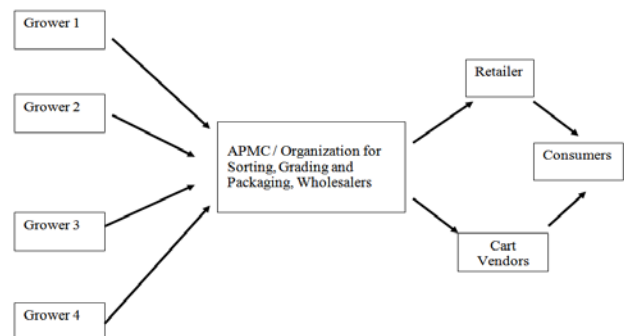 Grower 1
Grower 2
Grower 3
Grower 4
APMC / Organization for
Sorting, Grading and
Packaging, Wholesalers
Retailer
Cart
Vendors
Consumers